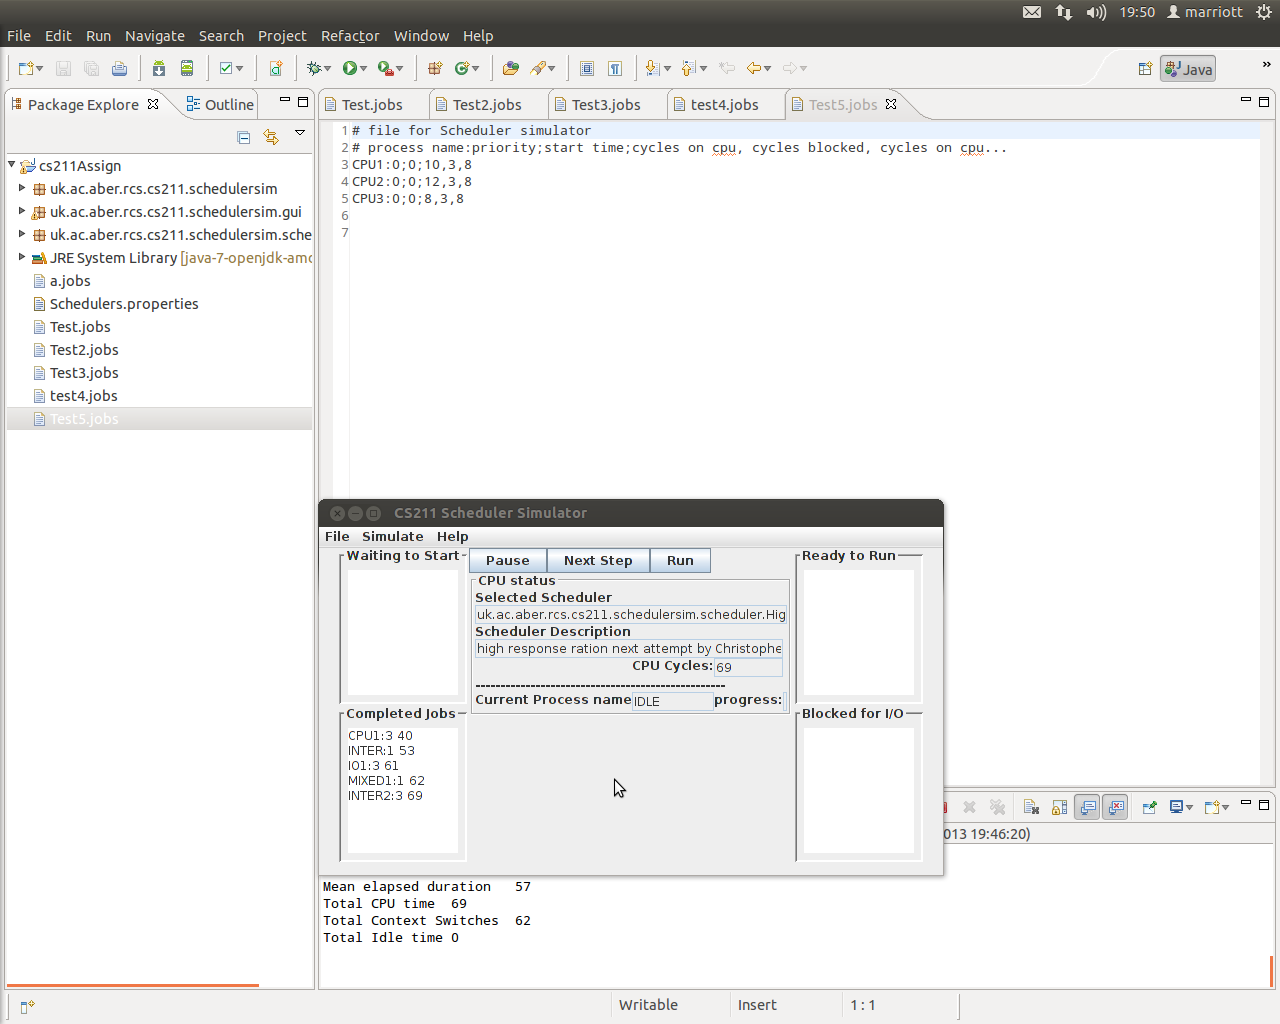 19:50 marriott
File Edit Run Navigate Search Project Refactor Window Help
Java »
Package Explore Outline
Test.jobs Test2.jobs Test3.jobs test4.jobs Test5.jobs
cs211Assign
uk.ac.aber.rcs.cs211.schedulersim
uk.ac.aber.rcs.cs211.schedulersim.gui
uk.ac.aber.rcs.cs211.schedulersim.sche
JRE System Library [java-7-openjdk-amd
a.jobs
Schedulers.properties
Test.jobs
Test2.jobs
Test3.jobs
test4.jobs
Test5.jobs
1 # file for Scheduler simulator
2 # process name:priority;start time;cycles on cpu, cycles blocked, cycles on cpu...
3 CPU1:0;0;10,3,8
4 CPU2:0;0;12,3,8
5 CPU3:0;0;8,3,8
6
7
CS211 Scheduler Simulator
File Simulate Help
Waiting to Start
Pause Next Step Run
Ready to Run
CPU status
Selected Scheduler
uk.ac.aber.rcs.cs211.schedulersim.scheduler.Hig
Scheduler Description
high response ration next attempt by Christophe
CPU Cycles: 69
--------------------------------------------------
Current Process name IDLE progress:
Completed Jobs
CPU1:3 40
INTER:1 53
IO1:3 61
MIXED1:1 62
INTER2:3 69
Blocked for I/O
013 19:46:20)
Mean elapsed duration 57
Total CPU time 69
Total Context Switches 62
Total Idle time 0
Writable Insert 1 : 1